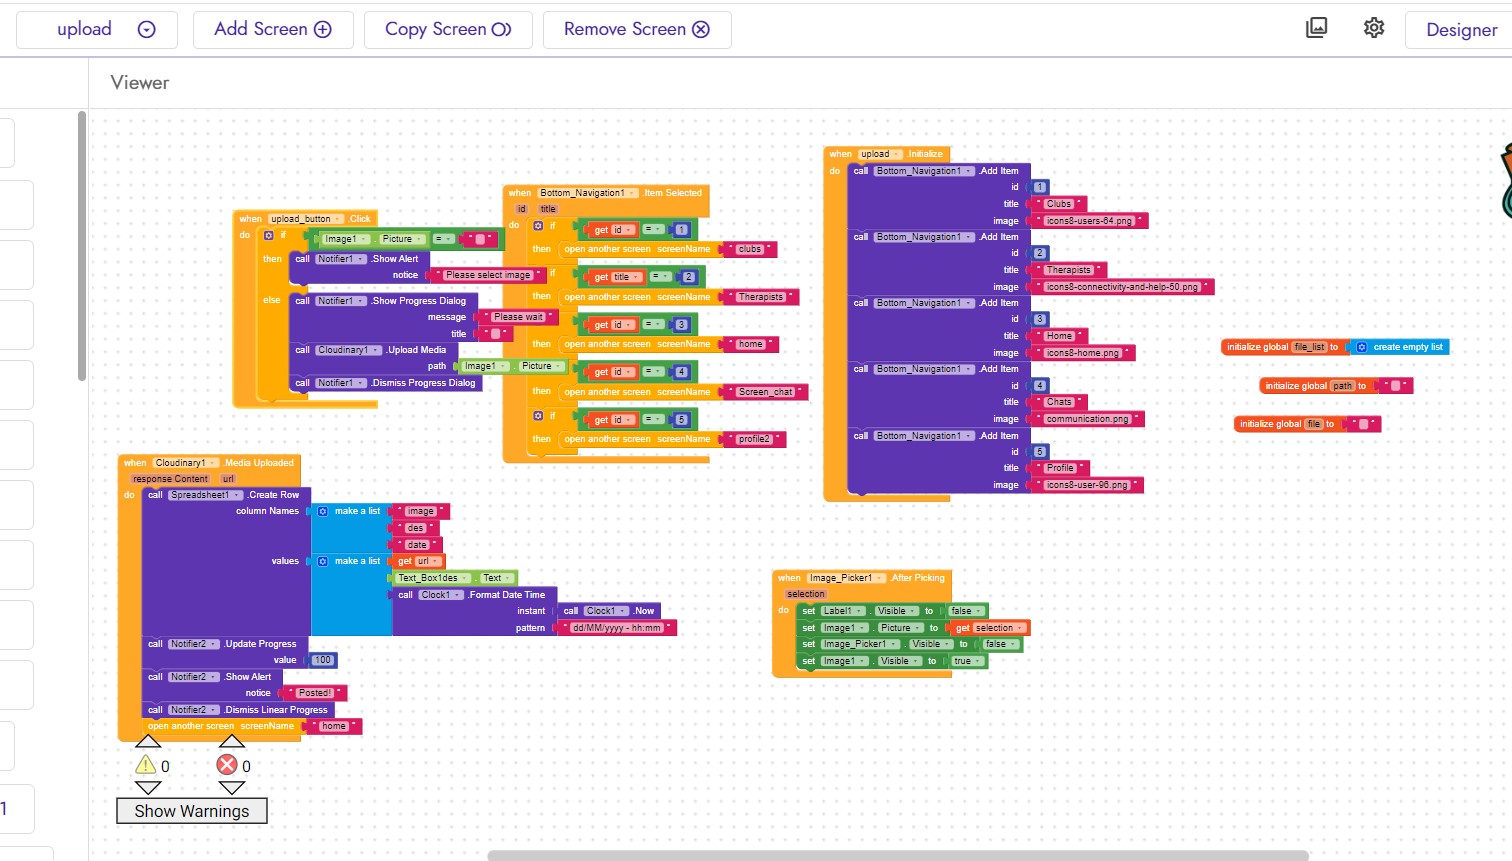 upload
Add Screen
Copy Screen
Remove Screen
Designer
Viewer
when upload_button .Click
do if Image1 . Picture = " "
then call Notifier1 .Show Alert
notice " Please select image "
else call Notifier1 .Show Progress Dialog
message " Please wait "
title " "
call Cloudinary1 .Upload Media
path Image1 . Picture
call Notifier1 .Dismiss Progress Dialog
when Bottom_Navigation1 .Item Selected
id title
do if get id = 1
then open another screen screenName " clubs "
if get title = 2
then open another screen screenName " Therapists "
get id = 3
then open another screen screenName " home "
get id = 4
then open another screen screenName " Screen_chat "
if get id = 5
then open another screen screenName " profile2 "
when upload .Initialize
do call Bottom_Navigation1 .Add Item
id 1
title " Clubs "
image " icons8-users-64.png "
call Bottom_Navigation1 .Add Item
id 2
title " Therapists "
image " icons8-connectivity-and-help-50.png "
call Bottom_Navigation1 .Add Item
id 3
title " Home "
image " icons8-home.png "
call Bottom_Navigation1 .Add Item
id 4
title " Chats "
image " communication.png "
call Bottom_Navigation1 .Add Item
id 5
title " Profile "
image " icons8-user-96.png "
initialize global file_list to create empty list
initialize global path to " "
initialize global file to " "
when Cloudinary1 .Media Uploaded
response Content url
do call Spreadsheet1 .Create Row
column Names make a list " image "
" des "
" date "
values make a list get url
Text_Box1des . Text
call Clock1 .Format Date Time
instant call Clock1 .Now
pattern " dd/MM/yyyy - hh:mm "
call Notifier2 .Update Progress
value 100
call Notifier2 .Show Alert
notice " Posted! "
call Notifier2 .Dismiss Linear Progress
open another screen screenName " home "
when Image_Picker1 .After Picking
selection
do set Label1 . Visible to false
set Image1 . Picture to get selection
set Image_Picker1 . Visible to false
set Image1 . Visible to true
0 0
Show Warnings
1